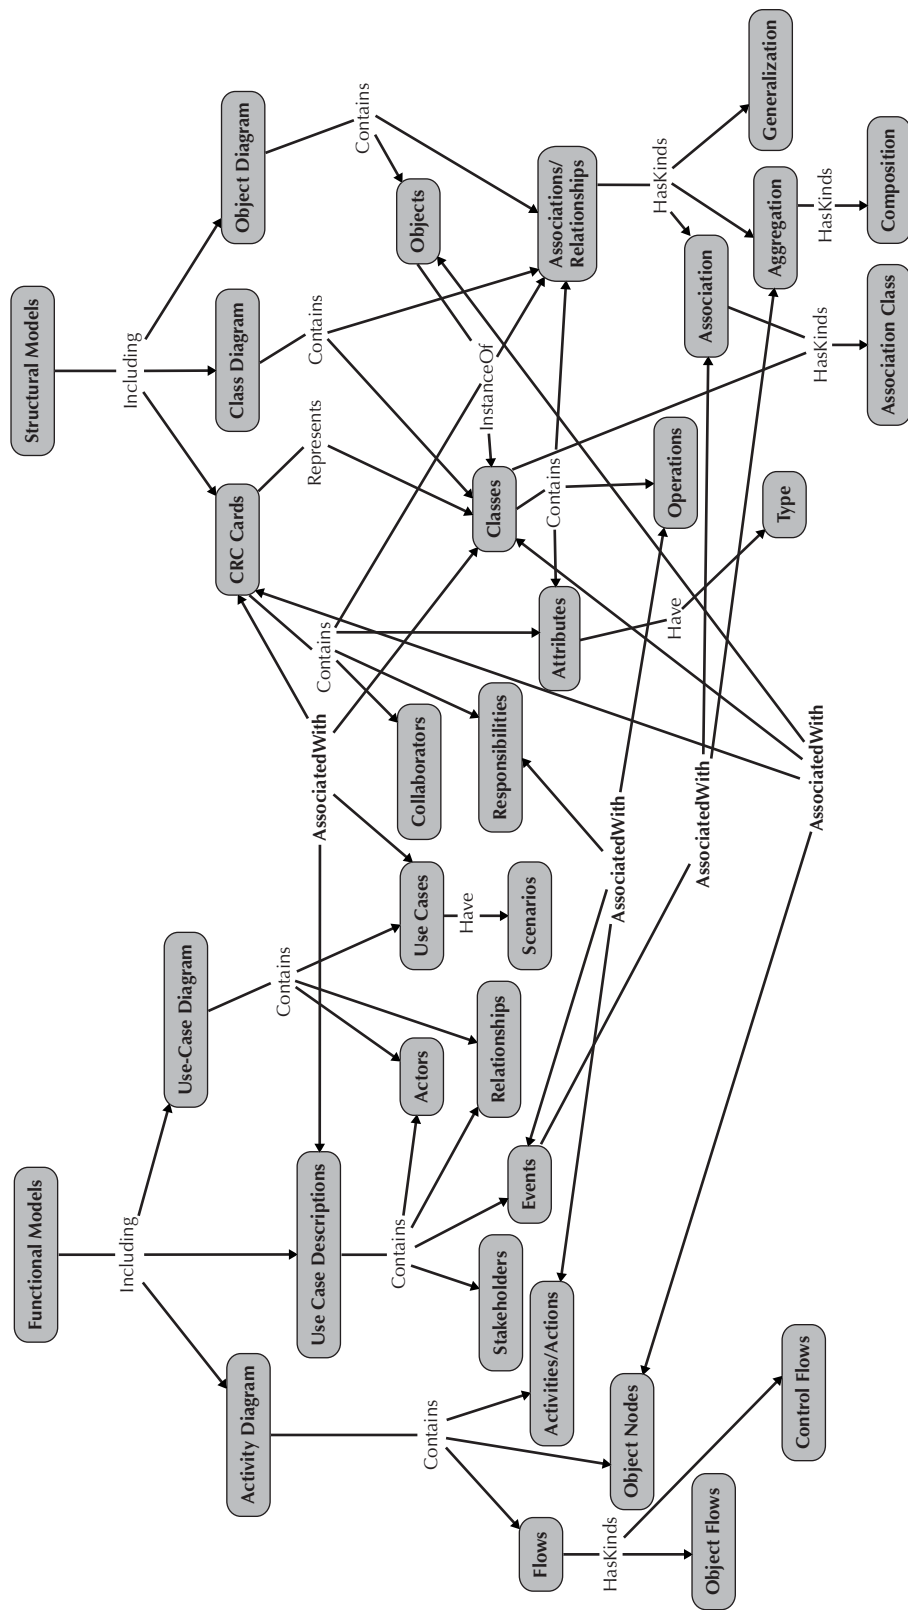 Functional Models
Structural Models
Including
Including
Activity Diagram
Use Case Descriptions
Use-Case Diagram
CRC Cards
Class Diagram
Object Diagram
Contains
Contains
Contains
AssociatedWith
Contains
Represents
Contains
Contains
Actors
Use Cases
Collaborators
Objects
Stakeholders
Relationships
Have
Responsibilities
Classes
InstanceOf
Flows
Activities/Actions
Events
Scenarios
Attributes
Contains
Associations/
Relationships
HasKinds
Object Nodes
AssociatedWith
Have
Operations
HasKinds
Object Flows
AssociatedWith
Association
Control Flows
Type
Aggregation
Generalization
AssociatedWith
HasKinds
HasKinds
Association Class
Composition